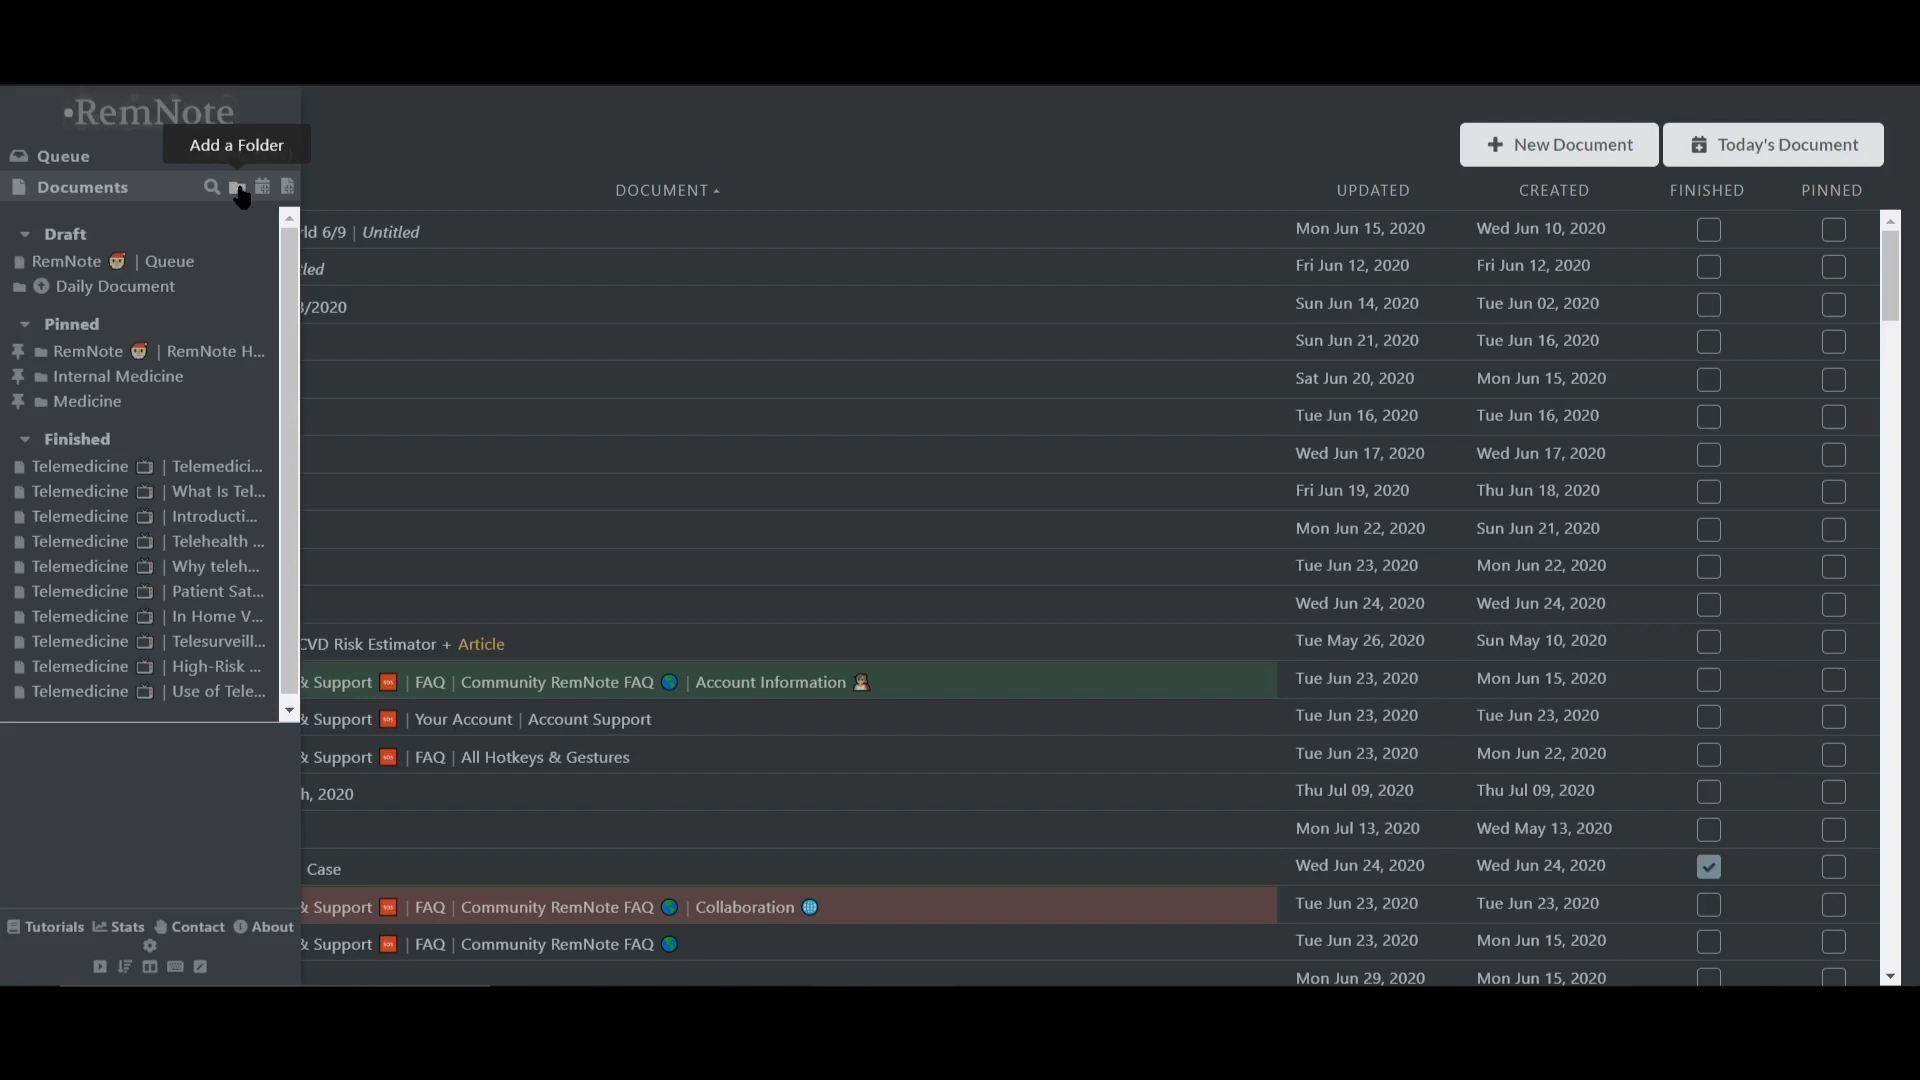 •RemNote
Add a Folder
Queue
Documents
Draft
RemNote 🎅 | Queue
Daily Document
Pinned
RemNote 🎅 | RemNote H...
Internal Medicine
Medicine
Finished
Telemedicine 📺 | Telemedici...
Telemedicine 📺 | What Is Tel...
Telemedicine 📺 | Introducti...
Telemedicine 📺 | Telehealth ...
Telemedicine 📺 | Why teleh...
Telemedicine 📺 | Patient Sat...
Telemedicine 📺 | In Home V...
Telemedicine 📺 | Telesurveill...
Telemedicine 📺 | High-Risk ...
Telemedicine 📺 | Use of Tele...
Tutorials Stats Contact About
New Document Today's Document
DOCUMENT UPDATED CREATED FINISHED PINNED
ld 6/9 | Untitled Mon Jun 15, 2020 Wed Jun 10, 2020
led Fri Jun 12, 2020 Fri Jun 12, 2020
/2020 Sun Jun 14, 2020 Tue Jun 02, 2020
Sun Jun 21, 2020 Tue Jun 16, 2020
Sat Jun 20, 2020 Mon Jun 15, 2020
Tue Jun 16, 2020 Tue Jun 16, 2020
Wed Jun 17, 2020 Wed Jun 17, 2020
Fri Jun 19, 2020 Thu Jun 18, 2020
Mon Jun 22, 2020 Sun Jun 21, 2020
Tue Jun 23, 2020 Mon Jun 22, 2020
Wed Jun 24, 2020 Wed Jun 24, 2020
CVD Risk Estimator + Article Tue May 26, 2020 Sun May 10, 2020
& Support 🆘 | FAQ | Community RemNote FAQ 🌎 | Account Information Tue Jun 23, 2020 Mon Jun 15, 2020
& Support 🆘 | Your Account | Account Support Tue Jun 23, 2020 Tue Jun 23, 2020
& Support 🆘 | FAQ | All Hotkeys & Gestures Tue Jun 23, 2020 Mon Jun 22, 2020
h, 2020 Thu Jul 09, 2020 Thu Jul 09, 2020
Mon Jul 13, 2020 Wed May 13, 2020
Case Wed Jun 24, 2020 Wed Jun 24, 2020
& Support 🆘 | FAQ | Community RemNote FAQ 🌎 | Collaboration 🌐 Tue Jun 23, 2020 Tue Jun 23, 2020
& Support 🆘 | FAQ | Community RemNote FAQ 🌎 Tue Jun 23, 2020 Mon Jun 15, 2020
Mon Jun 29, 2020 Mon Jun 15, 2020